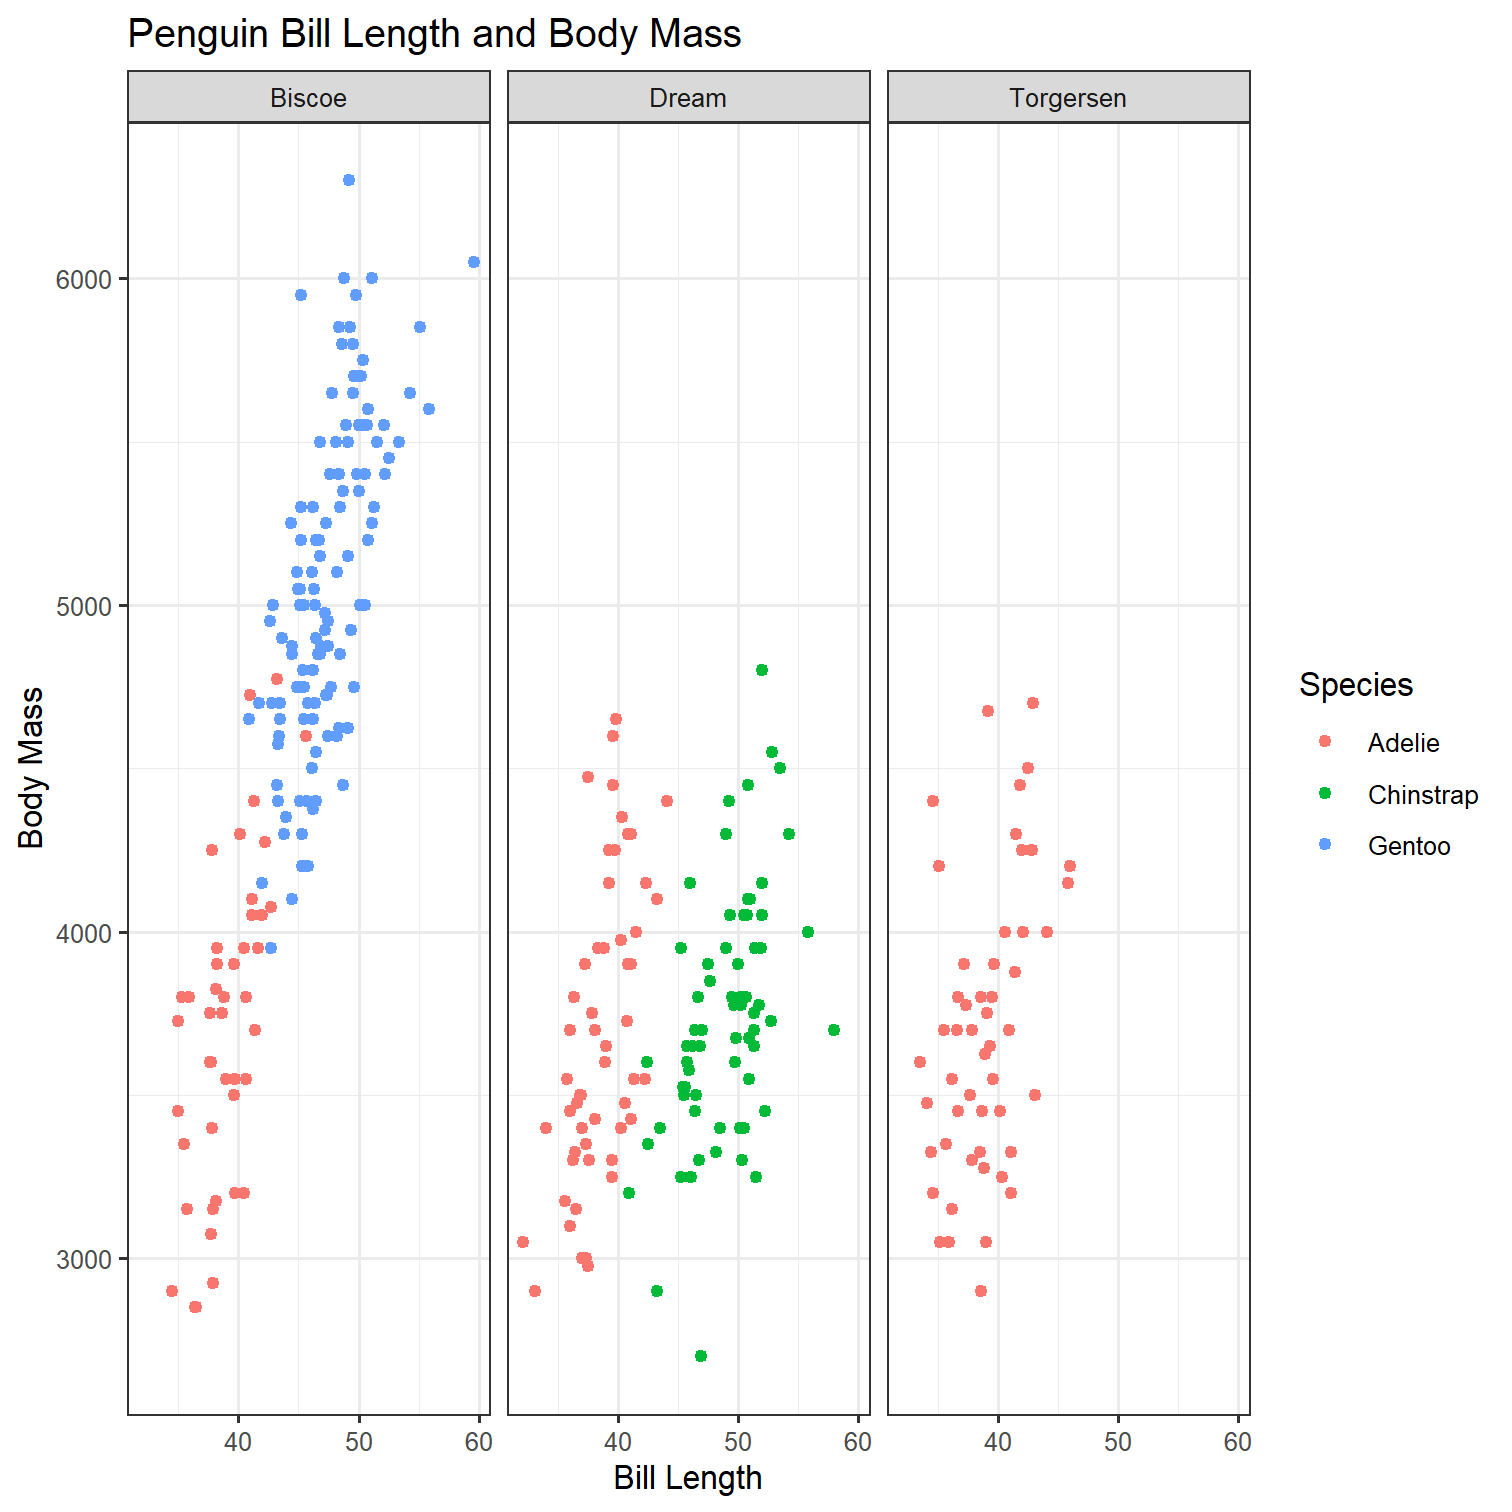 Penguin Bill Length and Body Mass
Biscoe
Dream
Torgersen
Body Mass
6000
5000
4000
3000
40 50 60
40 50 60
40 50 60
Bill Length
Species
Adelie
Chinstrap
Gentoo